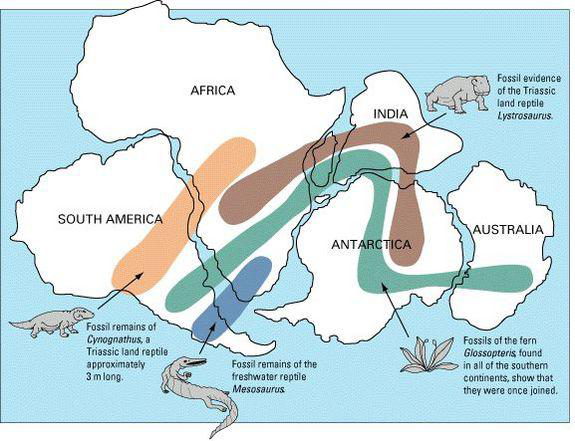 AFRICA
INDIA
Fossil evidence
of the Triassic
land reptile
Lystrosaurus.
SOUTH AMERICA
ANTARCTICA
AUSTRALIA
Fossil remains of
Cynognathus, a
Triassic land reptile
approximately
3 m long.
Fossil remains of the
freshwater reptile
Mesosaurus.
Fossils of the fern
Glossopteris, found
in all of the southern
continents, show that
they were once joined.